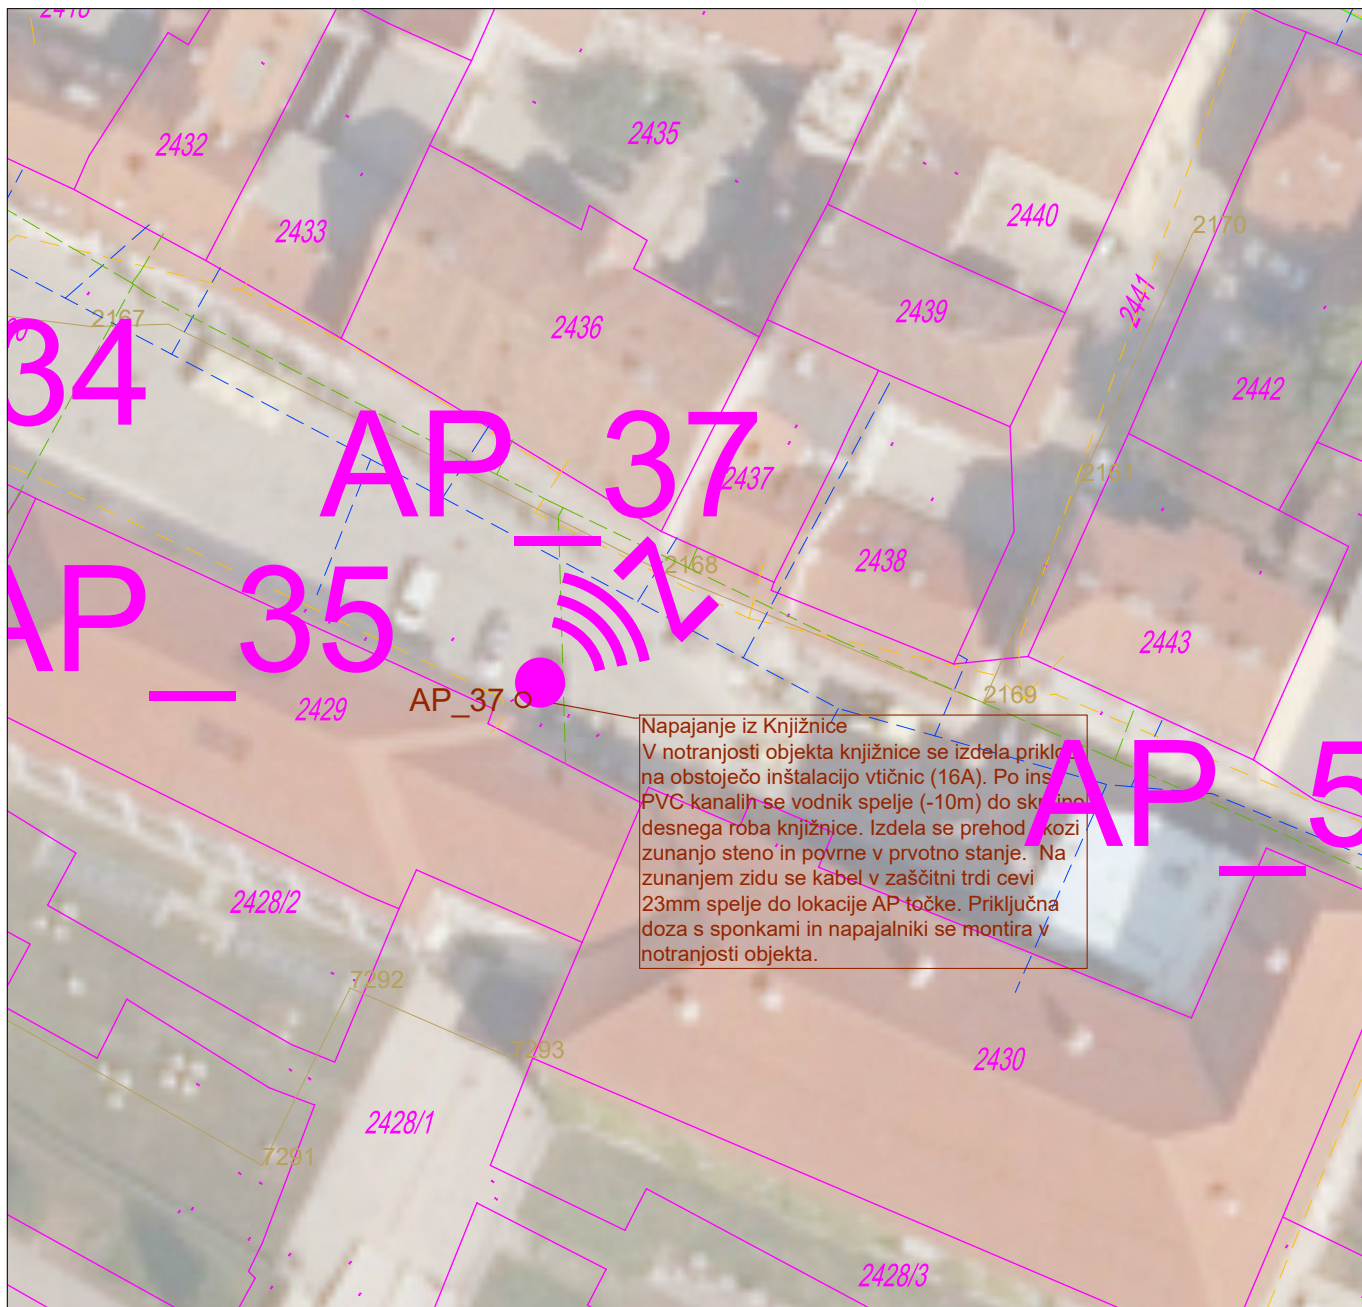 2432
2435
2433
2440
2170
2439
2441
2436
2167
34
2442
AP_37
2437
2161
2438
2168
Z
AP_35
2443
2429
AP_37
2169
Napajanje iz Knjižnice
V notranjosti objekta knjižnice se izdela
na obstoječo inštalacijo vtičnic (16A). Po
PVC kanalih se vodnik spelje (-10m) do
desnega roba knjižnice. Izdela se prehod
zunanjo steno in povrne v prvotno stanje. Na
zunanjem zidu se kabel v zaščitni trdi cevi
23mm spelje do lokacije AP točke. Priključna
doza s sponkami in napajalniki se montira v
notranjosti objekta.
AP_5
2428/2
7292
7293
2430
2428/1
7291
2428/3